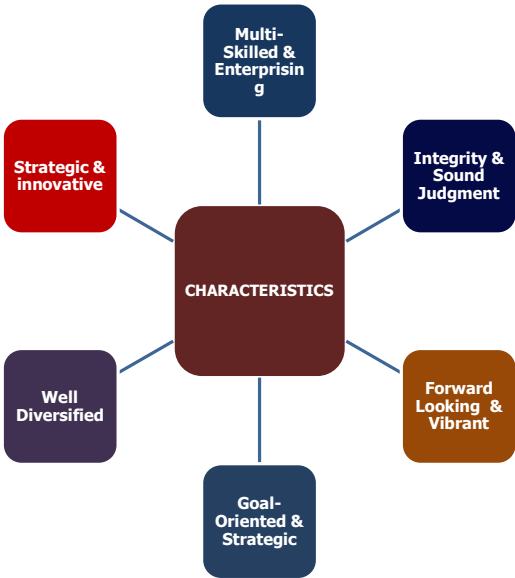 Multi-
Skilled &
Enterprisin
g
Strategic &
innovative
Integrity &
Sound
Judgment
CHARACTERISTICS
Well
Diversified
Forward
Looking  &
Vibrant
Goal-
Oriented &
Strategic